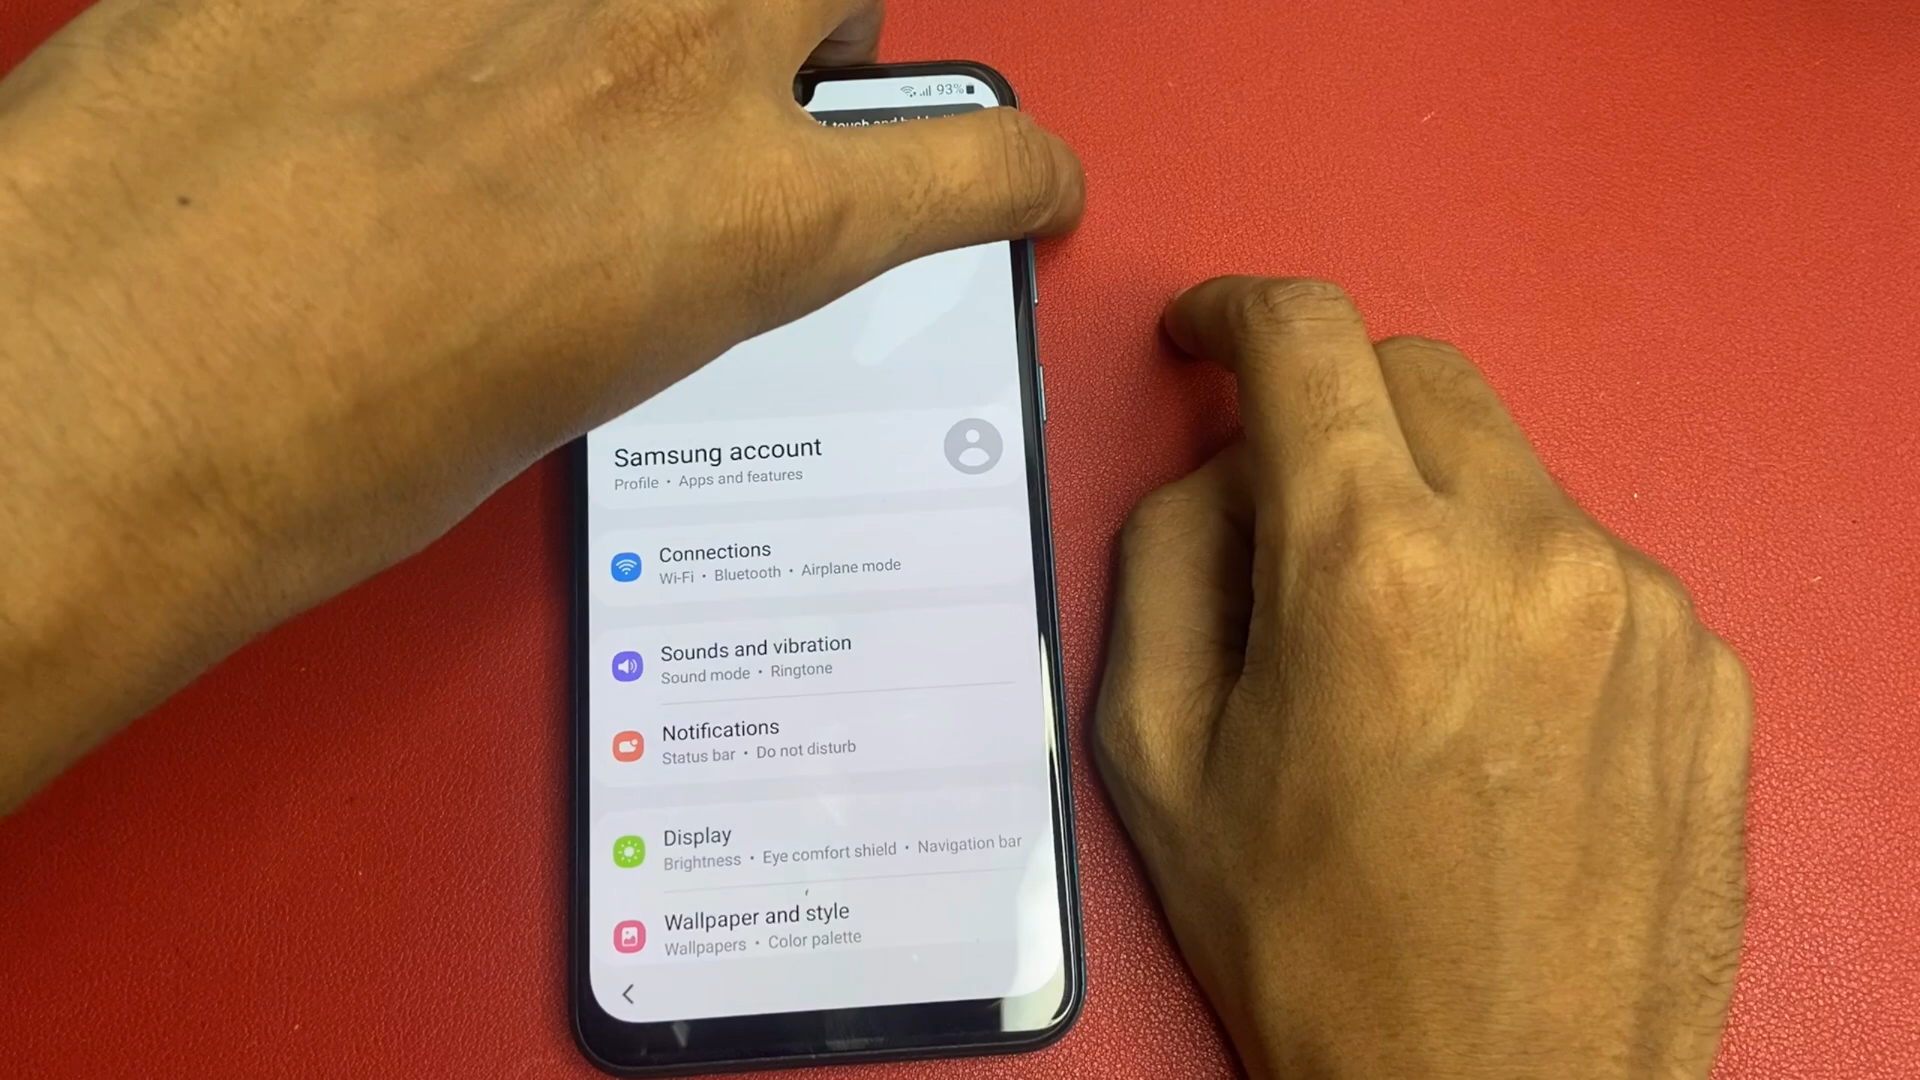 93%
touch and
Samsung account
Profile • Apps and features
Connections
Wi-Fi • Bluetooth • Airplane mode
Sounds and vibration
Sound mode • Ringtone
Notifications
Status bar • Do not disturb
Display
Brightness • Eye comfort shield • Navigation bar
Wallpaper and style
Wallpapers • Color palette